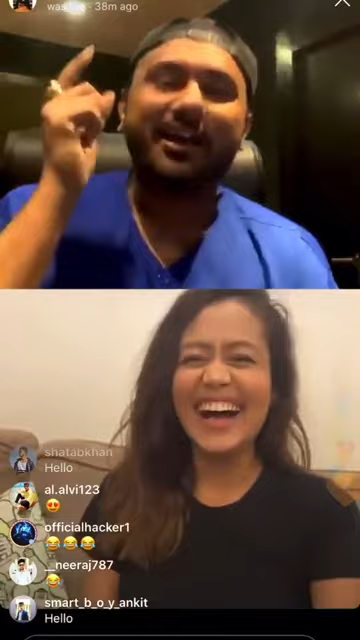 38m ago
shatabkhan
Hello
al.alvi123
😍
officialhacker1
😂😂😂
__neeraj787
😂
smart_b_o_y_ankit
Hello